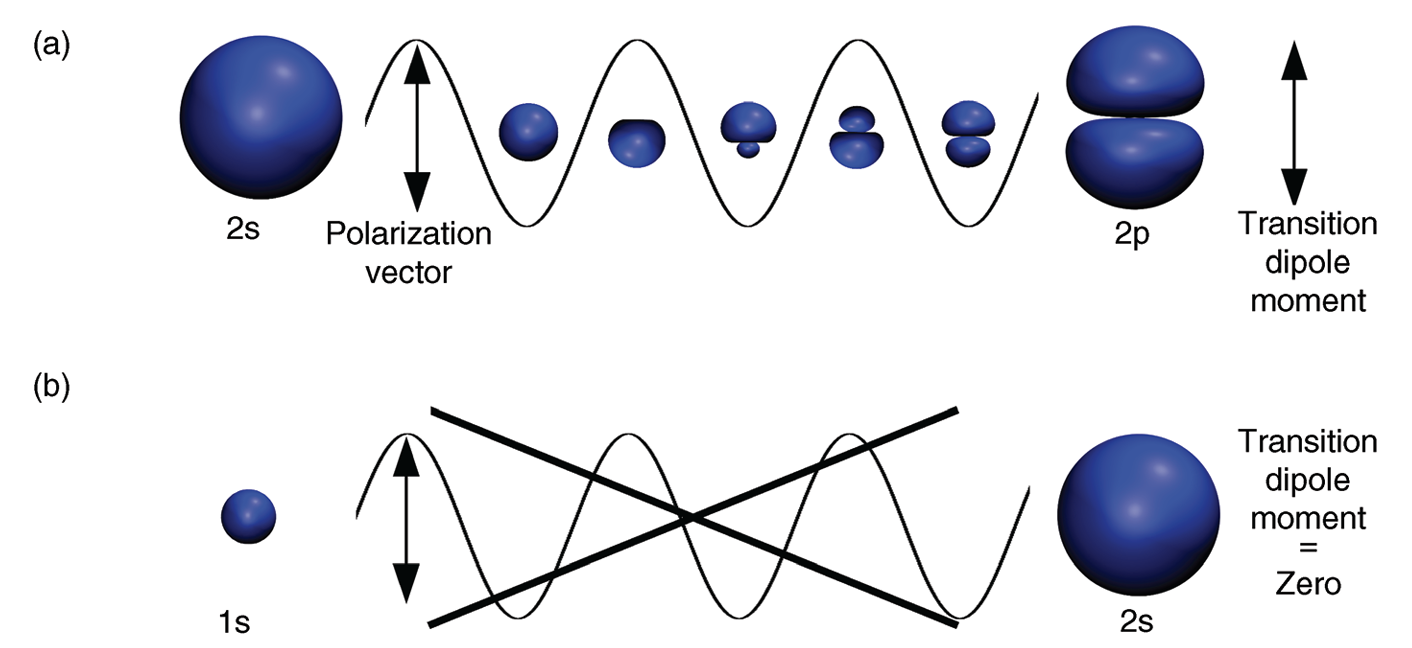 (a)
2s
Polarization
vector
2p
Transition
dipole
moment
(b)
1s
2s
Transition
dipole
moment
=
Zero